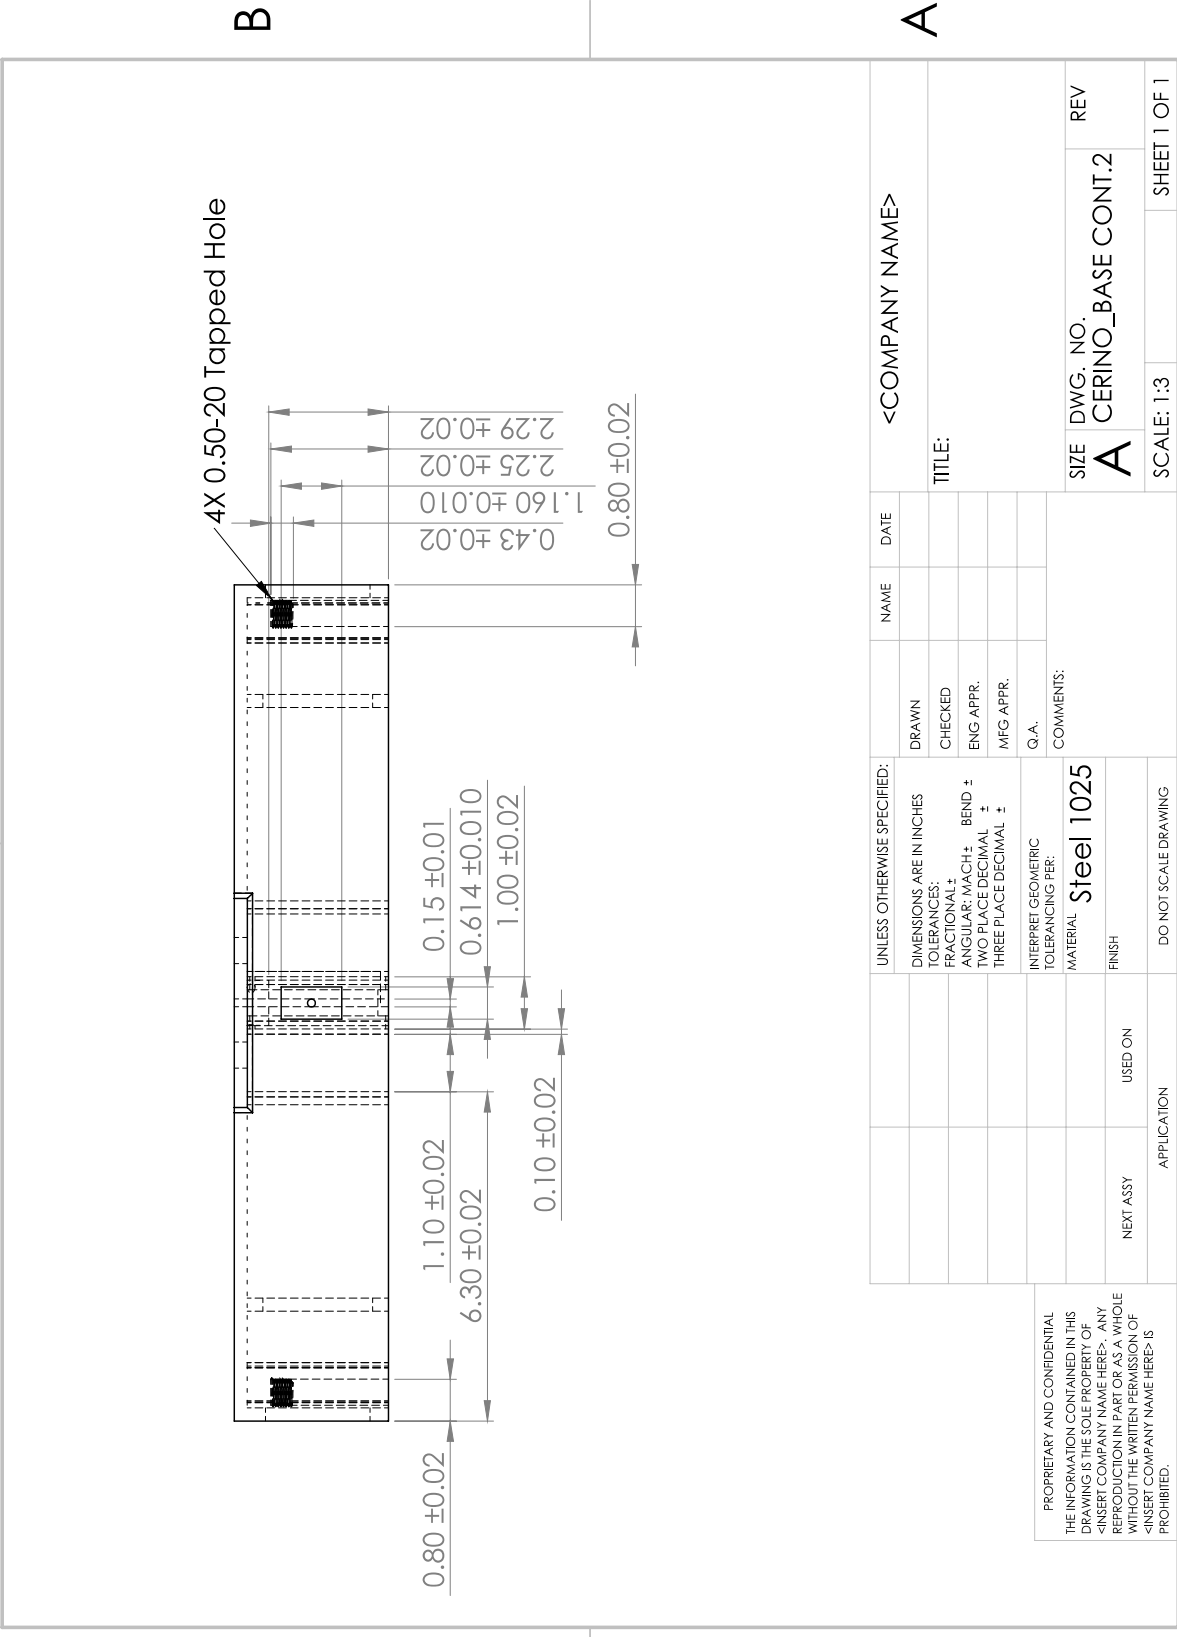 B
A
4X 0.50-20 Tapped Hole
2.29 ±0.02
2.25 ±0.02
1.160 ±0.010
0.43 ±0.02
0.80 ±0.02
0.15 ±0.01
0.614 ±0.010
1.00 ±0.02
0.10 ±0.02
1.10 ±0.02
6.30 ±0.02
0.80 ±0.02
PROPRIETARY AND CONFIDENTIAL
THE INFORMATION CONTAINED IN THIS
DRAWING IS THE SOLE PROPERTY OF
<INSERT COMPANY NAME HERE>. ANY
REPRODUCTION IN PART OR AS A WHOLE
WITHOUT THE WRITTEN PERMISSION OF
<INSERT COMPANY NAME HERE> IS
PROHIBITED.
NEXT ASSY
USED ON
APPLICATION
UNLESS OTHERWISE SPECIFIED:
DIMENSIONS ARE IN INCHES
TOLERANCES:
FRACTIONAL ±
ANGULAR: MACH ± BEND ±
TWO PLACE DECIMAL ±
THREE PLACE DECIMAL ±
INTERPRET GEOMETRIC
TOLERANCING PER:
MATERIAL
Steel 1025
FINISH
DO NOT SCALE DRAWING
NAME
DATE
DRAWN
CHECKED
ENG APPR.
MFG APPR.
Q.A.
COMMENTS:
<COMPANY NAME>
TITLE:
SIZE
A
DWG. NO.
CERINO_BASE CONT.2
REV
SCALE: 1:3
SHEET 1 OF 1